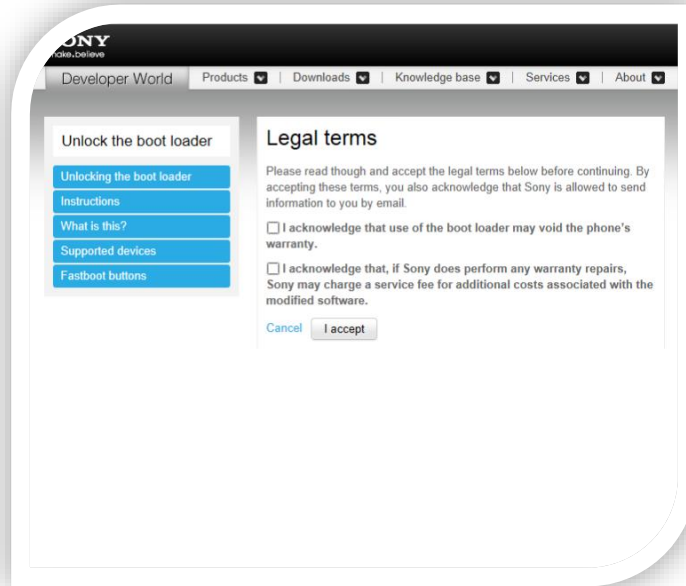 SONY
make.believe
Developer World Products | Downloads | Knowledge base | Services | About
Unlock the boot loader
Unlocking the boot loader
Instructions
What is this?
Supported devices
Fastboot buttons
Legal terms
Please read though and accept the legal terms below before continuing. By
accepting these terms, you also acknowledge that Sony is allowed to send
information to you by email.
I acknowledge that use of the boot loader may void the phone's
warranty.
I acknowledge that, if Sony does perform any warranty repairs,
Sony may charge a service fee for additional costs associated with the
modified software.
Cancel I accept